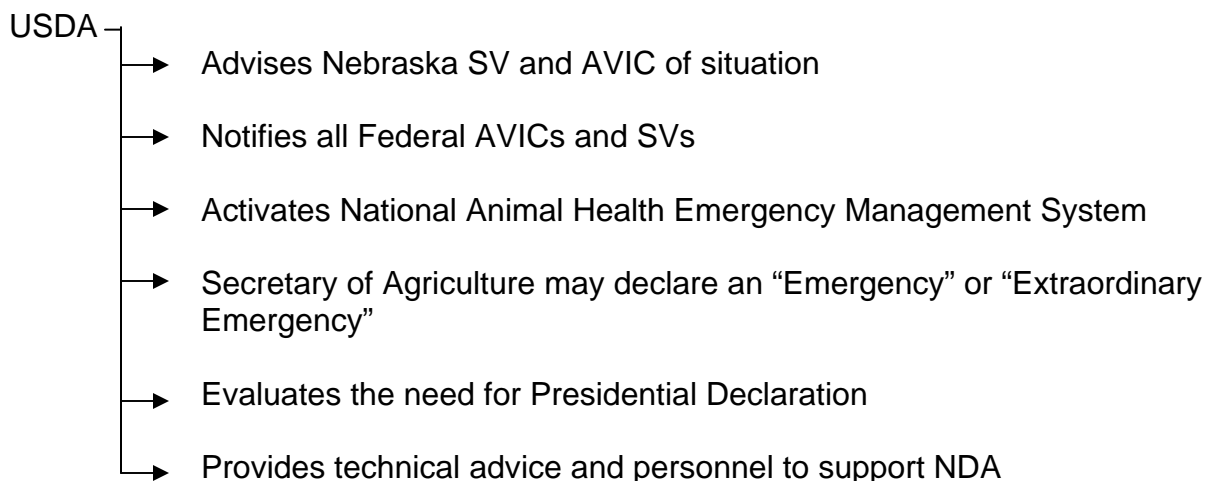 USDA
Advises Nebraska SV and AVIC of situation
Notifies all Federal AVICs and SVs
Activates National Animal Health Emergency Management System
Secretary of Agriculture may declare an “Emergency” or “Extraordinary
Emergency”
Evaluates the need for Presidential Declaration
Provides technical advice and personnel to support NDA